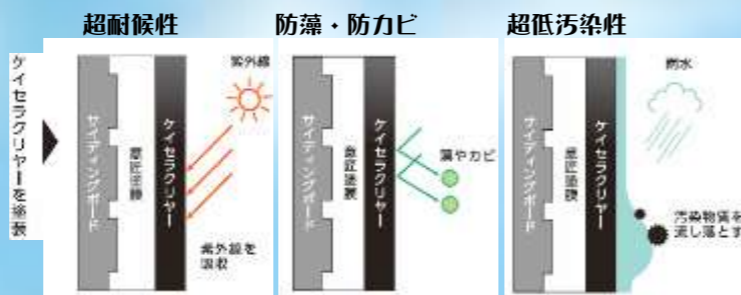 超耐候性
防藻・防カビ
超低汚染性
ケイセラクリヤーを塗装
サイディングボード
意匠塗膜
ケイセラクリヤー
紫外線
紫外線を
吸収
サイディングボード
意匠塗膜
ケイセラクリヤー
藻やカビ
サイディングボード
意匠塗膜
ケイセラクリヤー
雨水
汚染物質を
流し落とす